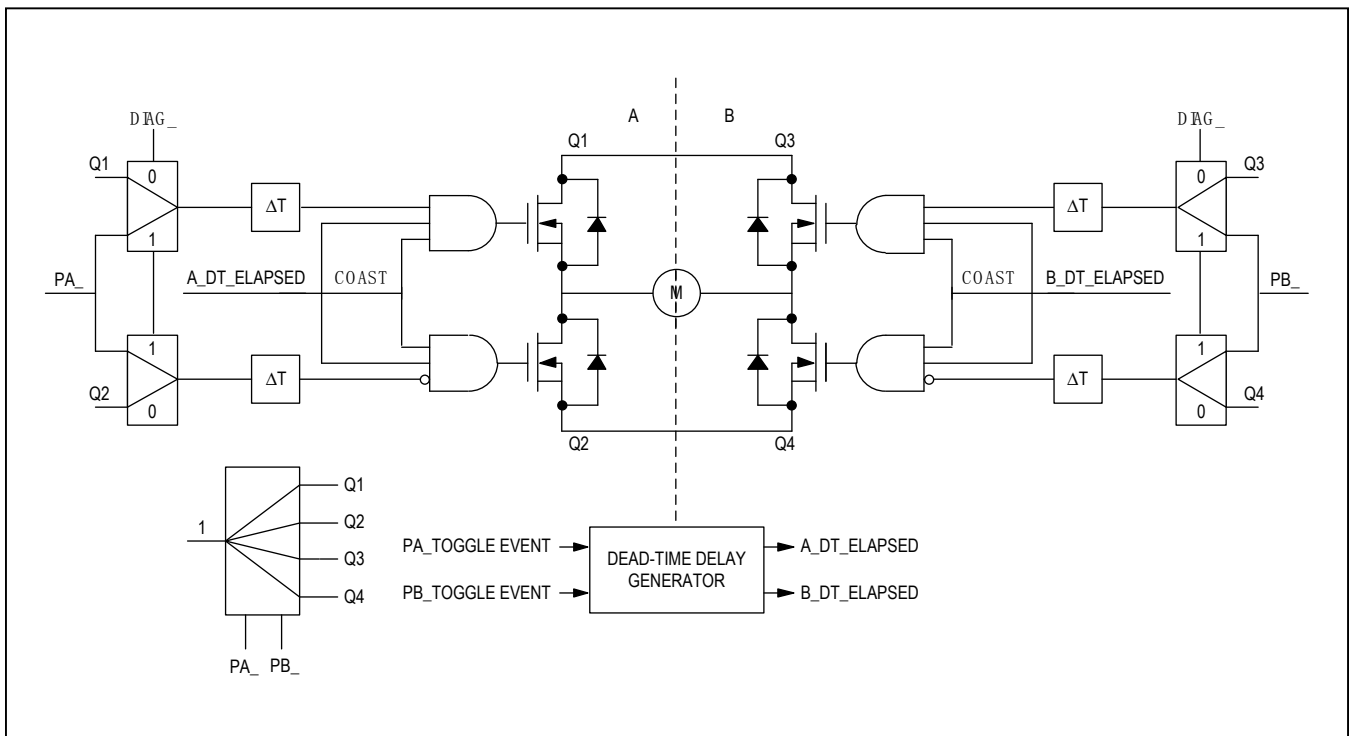 A
B
DIAG_
DIAG_
Q1
Q3
Q1
0
ΔT
ΔT
0
Q3
1
1
PA_
A_DT_ELAPSED
COAST
M
COAST
B_DT_ELAPSED
PB_
1
1
ΔT
ΔT
Q2
0
0
Q4
Q2
Q4
Q1
1
Q2
Q3
Q4
PA_
PB_
PA_TOGGLE EVENT
PB_TOGGLE EVENT
DEAD-TIME DELAY
GENERATOR
A_DT_ELAPSED
B_DT_ELAPSED